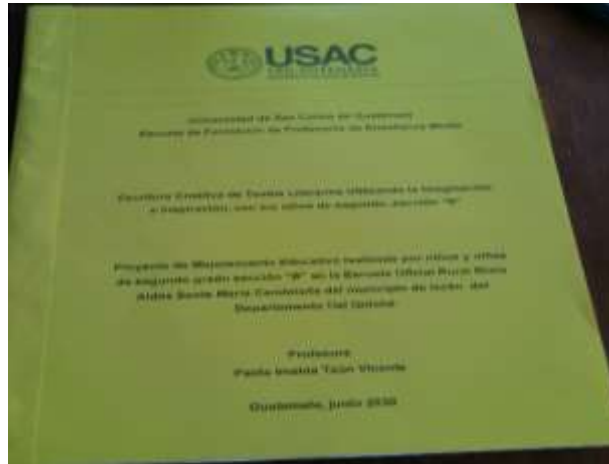 USAC
Universidad de San Carlos de Guatemala
Escuela de Formación de Profesores de Enseñanza Media
Escritura Creativa de Textos Literarios Utilizando la Imaginación
e Inspiración, con los niños de segundo, sección
Proyecto de Mejoramiento Educativo realizado por niños y niñas
de segundo grado sección en la Escuela Oficial Rural Mixta
Aldea Santa María Candelaria del municipio de Ixcán, del
Departamento Del Quiché.
Profesora
Imelda Vicente
Guatemala, junio 2020